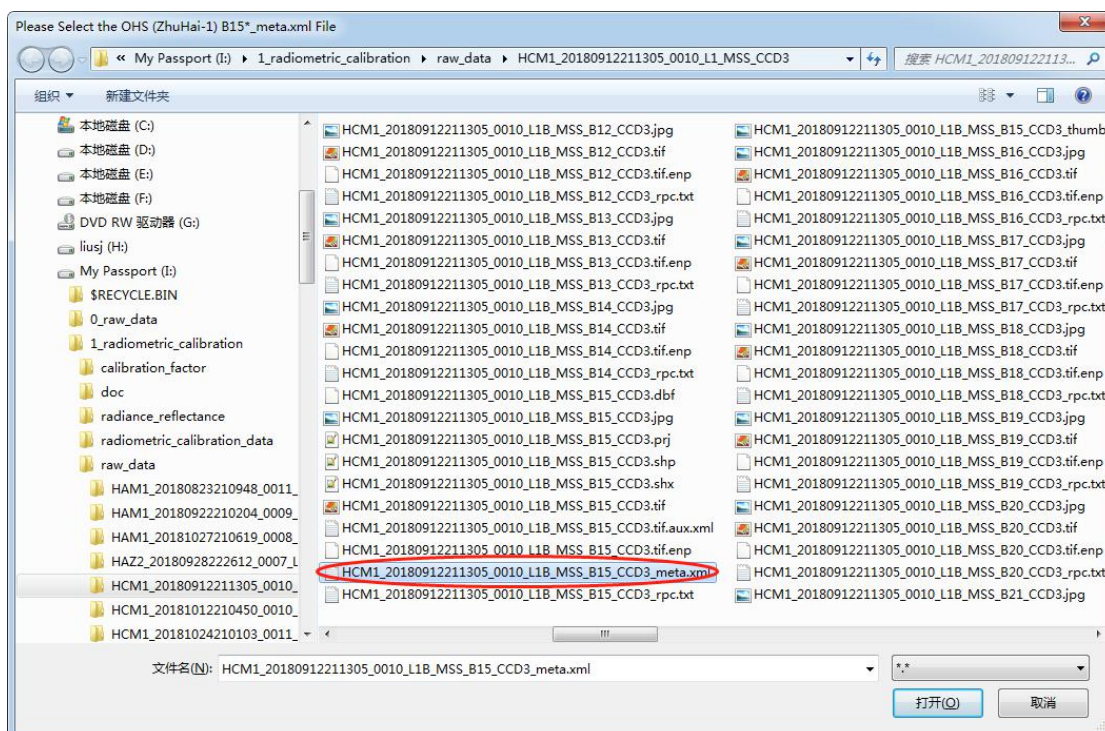 Please Select the OHS (ZhuHai-1) B15*_meta.xml File
« My Passport (I:) ▸ 1_radiometric_calibration ▸ raw_data ▸ HCM1_20180912211305_0010_L1_MSS_CCD3
搜索 HCM1_201809122113...
组织 新建文件夹
本地磁盘 (C:)
本地磁盘 (D:)
本地磁盘 (E:)
本地磁盘 (F:)
DVD RW 驱动器 (G:)
liusj (H:)
My Passport (I:)
$RECYCLE.BIN
0_raw_data
1_radiometric_calibration
calibration_factor
doc
radiance_reflectance
radiometric_calibration_data
raw_data
HAM1_20180823210948_0011_
HAM1_20180922210204_0009_
HAM1_20181027210619_0008_
HAZ2_20180928222612_0007_L
HCM1_20180912211305_0010_
HCM1_20181012210450_0010_
HCM1_20181024210103_0011_
HCM1_20180912211305_0010_L1B_MSS_B12_CCD3.jpg
HCM1_20180912211305_0010_L1B_MSS_B12_CCD3.tif
HCM1_20180912211305_0010_L1B_MSS_B12_CCD3.tif.enp
HCM1_20180912211305_0010_L1B_MSS_B12_CCD3_rpc.txt
HCM1_20180912211305_0010_L1B_MSS_B13_CCD3.jpg
HCM1_20180912211305_0010_L1B_MSS_B13_CCD3.tif
HCM1_20180912211305_0010_L1B_MSS_B13_CCD3.tif.enp
HCM1_20180912211305_0010_L1B_MSS_B13_CCD3_rpc.txt
HCM1_20180912211305_0010_L1B_MSS_B14_CCD3.jpg
HCM1_20180912211305_0010_L1B_MSS_B14_CCD3.tif
HCM1_20180912211305_0010_L1B_MSS_B14_CCD3.tif.enp
HCM1_20180912211305_0010_L1B_MSS_B14_CCD3_rpc.txt
HCM1_20180912211305_0010_L1B_MSS_B15_CCD3.dbf
HCM1_20180912211305_0010_L1B_MSS_B15_CCD3.jpg
HCM1_20180912211305_0010_L1B_MSS_B15_CCD3.prj
HCM1_20180912211305_0010_L1B_MSS_B15_CCD3.shp
HCM1_20180912211305_0010_L1B_MSS_B15_CCD3.shx
HCM1_20180912211305_0010_L1B_MSS_B15_CCD3.tif
HCM1_20180912211305_0010_L1B_MSS_B15_CCD3.tif.aux.xml
HCM1_20180912211305_0010_L1B_MSS_B15_CCD3.tif.enp
HCM1_20180912211305_0010_L1B_MSS_B15_CCD3_meta.xml
HCM1_20180912211305_0010_L1B_MSS_B15_CCD3_rpc.txt
HCM1_20180912211305_0010_L1B_MSS_B15_CCD3_thumb
HCM1_20180912211305_0010_L1B_MSS_B16_CCD3.jpg
HCM1_20180912211305_0010_L1B_MSS_B16_CCD3.tif
HCM1_20180912211305_0010_L1B_MSS_B16_CCD3.tif.enp
HCM1_20180912211305_0010_L1B_MSS_B16_CCD3_rpc.txt
HCM1_20180912211305_0010_L1B_MSS_B17_CCD3.jpg
HCM1_20180912211305_0010_L1B_MSS_B17_CCD3.tif
HCM1_20180912211305_0010_L1B_MSS_B17_CCD3.tif.enp
HCM1_20180912211305_0010_L1B_MSS_B17_CCD3_rpc.txt
HCM1_20180912211305_0010_L1B_MSS_B18_CCD3.jpg
HCM1_20180912211305_0010_L1B_MSS_B18_CCD3.tif
HCM1_20180912211305_0010_L1B_MSS_B18_CCD3.tif.enp
HCM1_20180912211305_0010_L1B_MSS_B18_CCD3_rpc.txt
HCM1_20180912211305_0010_L1B_MSS_B19_CCD3.jpg
HCM1_20180912211305_0010_L1B_MSS_B19_CCD3.tif
HCM1_20180912211305_0010_L1B_MSS_B19_CCD3.tif.enp
HCM1_20180912211305_0010_L1B_MSS_B19_CCD3_rpc.txt
HCM1_20180912211305_0010_L1B_MSS_B20_CCD3.jpg
HCM1_20180912211305_0010_L1B_MSS_B20_CCD3.tif
HCM1_20180912211305_0010_L1B_MSS_B20_CCD3.tif.enp
HCM1_20180912211305_0010_L1B_MSS_B20_CCD3_rpc.txt
HCM1_20180912211305_0010_L1B_MSS_B21_CCD3.jpg
文件名(N): HCM1_20180912211305_0010_L1B_MSS_B15_CCD3_meta.xml
*.*
打开(O) 取消